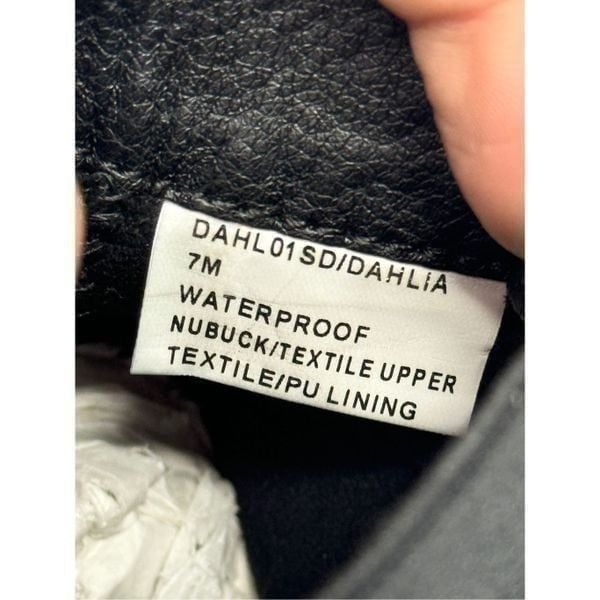 DAHL01SD/DAHLIA
7M
WATERPROOF
NUBUCK/TEXTILE UPPER
TEXTILE/PU LINING